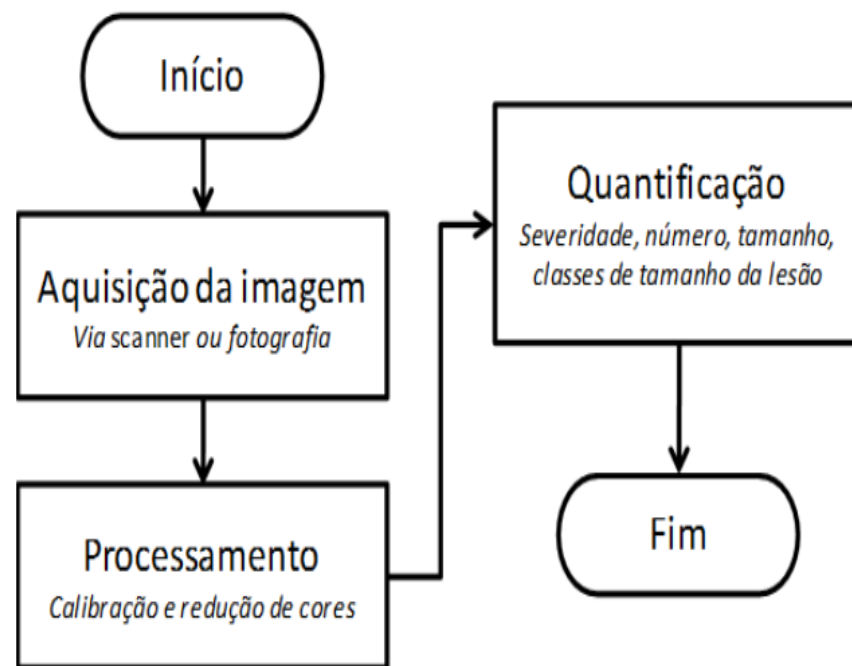 Início
Aquisição da imagem
Via scanner ou fotografia
Processamento
Calibração e redução de cores
Quantificação
Severidade, número, tamanho,
classes de tamanho da lesão
Fim